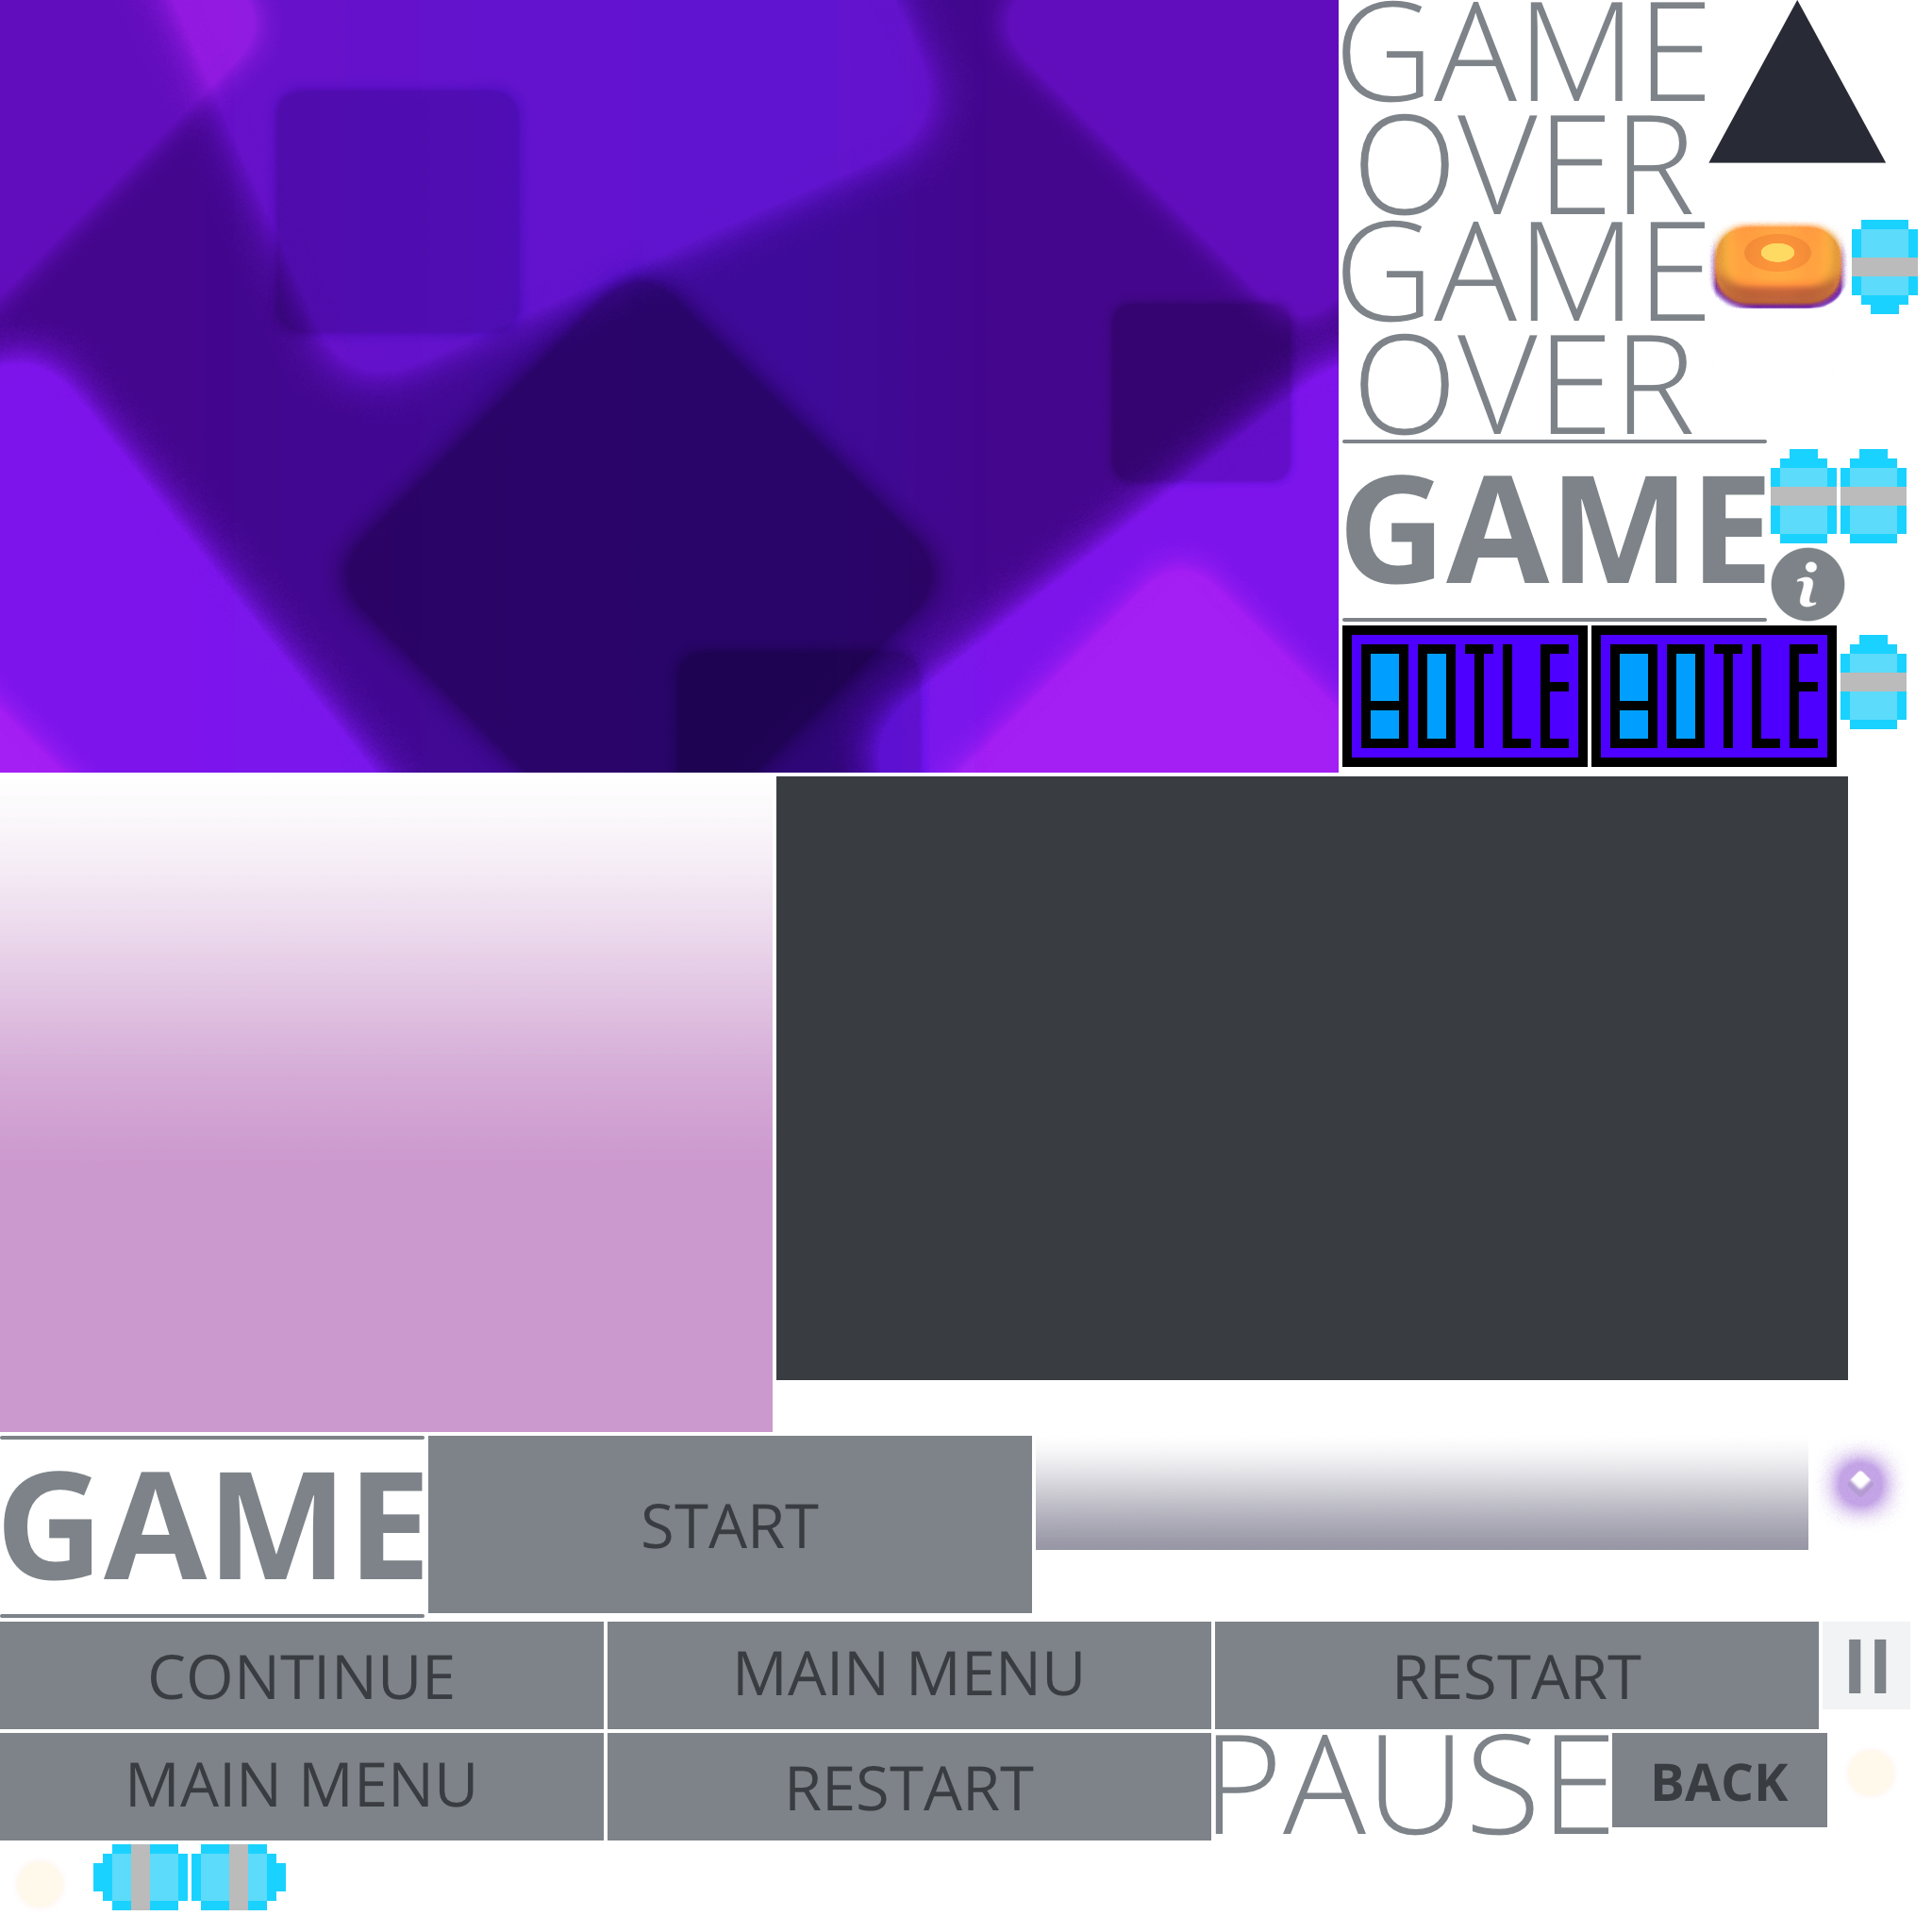 GAME
OVER
GAME
OVER
GAME
i
BOTLE BOTLE
GAME
START
CONTINUE
MAIN MENU
RESTART
MAIN MENU
RESTART
PAUSE
BACK